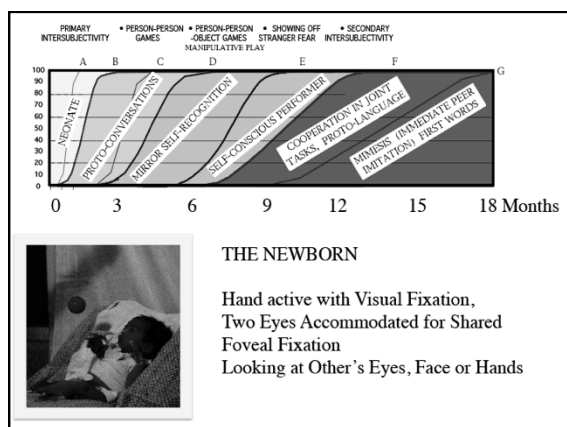 PRIMARY INTERSUBJECTIVITY
• PERSON-PERSON GAMES
• PERSON-PERSON -OBJECT GAMES
MANIPULATIVE PLAY
• SHOWING OFF STRANGER FEAR
• SECONDARY INTERSUBJECTIVITY
A B C D E F G
100
90
80
70
60
50
40
30
20
10
0
NEONATE
PROTO-CONVERSATIONS
MIRROR SELF-RECOGNITION
SELF-CONSCIOUS PERFORMER
COOPERATION IN JOINT
TASKS, PROTO-LANGUAGE
MIMESIS (IMMEDIATE PEER
IMITATION) FIRST WORDS
0 3 6 9 12 15 18 Months
THE NEWBORN
Hand active with Visual Fixation,
Two Eyes Accommodated for Shared
Foveal Fixation
Looking at Other's Eyes, Face or Hands